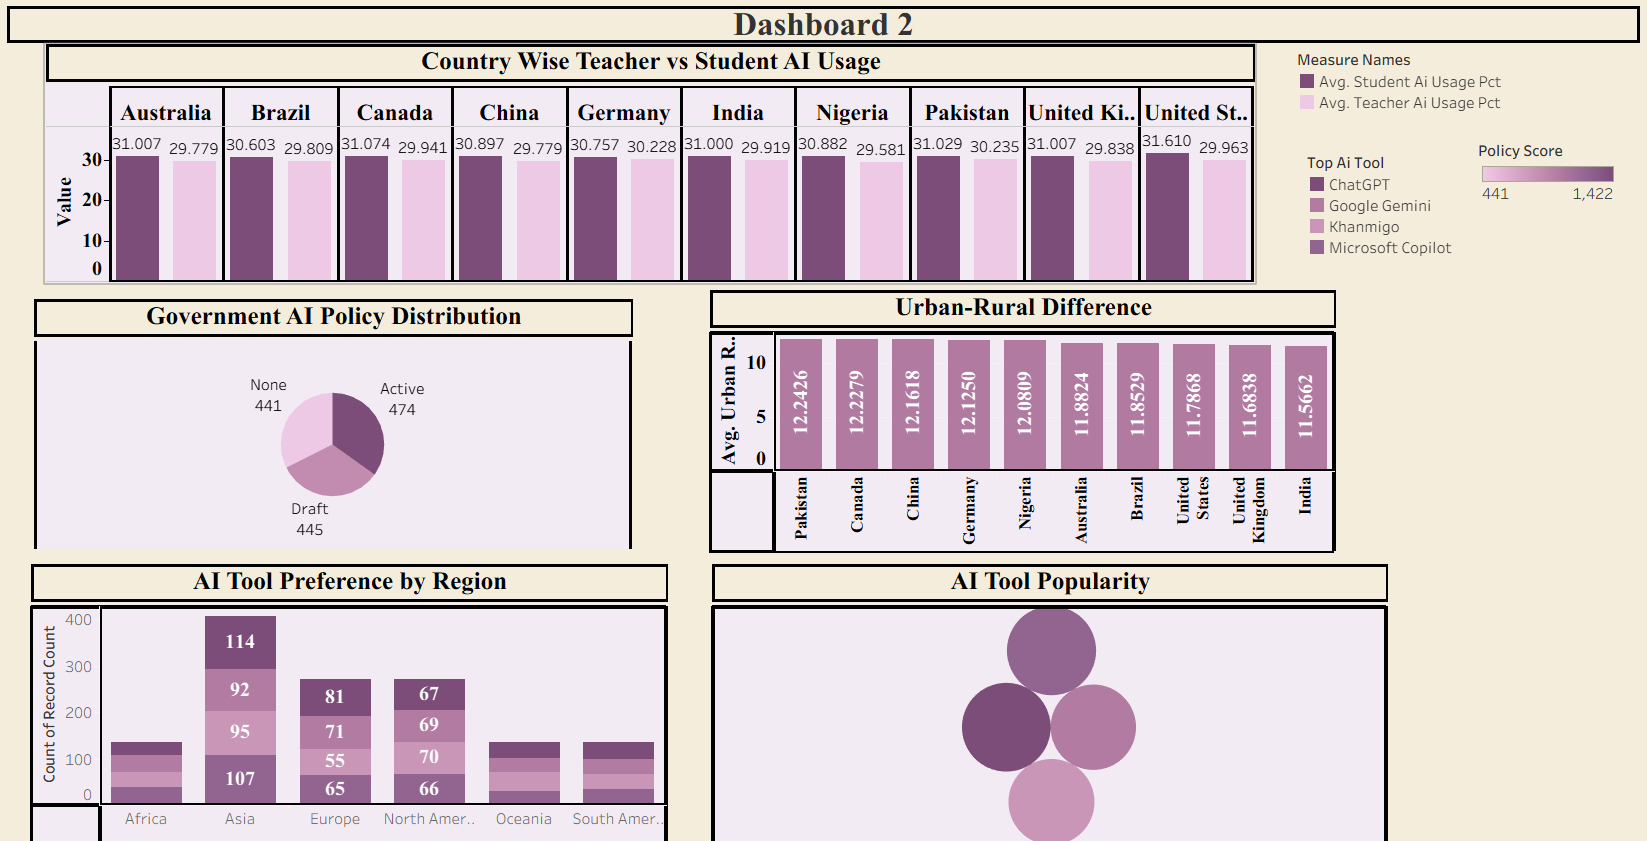 Dashboard 2
Country Wise Teacher vs Student AI Usage
Australia Brazil Canada China Germany India Nigeria Pakistan United Ki.. United St..
31.007 29.779 30.603 29.809 31.074 29.941 30.897 29.779 30.757 30.228 31.000 29.919 30.882 29.581 31.029 30.235 31.007 29.838 31.610 29.963
Value
30
20
10
0
Measure Names
Avg. Student Ai Usage Pct
Avg. Teacher Ai Usage Pct
Top Ai Tool
ChatGPT
Google Gemini
Khanmigo
Microsoft Copilot
Policy Score
441 1,422
Government AI Policy Distribution
None
441
Active
474
Draft
445
Urban-Rural Difference
Avg. Urban R..
10
5
0
12.2426 12.2279 12.1618 12.1250 12.0809 11.8824 11.8529 11.7868 11.6838 11.5662
Pakistan Canada China Germany Nigeria Australia Brazil United States United Kingdom India
AI Tool Preference by Region
Count of Record Count
400
300
200
100
0
114 81 67
92 71 69
95 55 70
107 65 66
Africa Asia Europe North Amer.. Oceania South Amer..
AI Tool Popularity